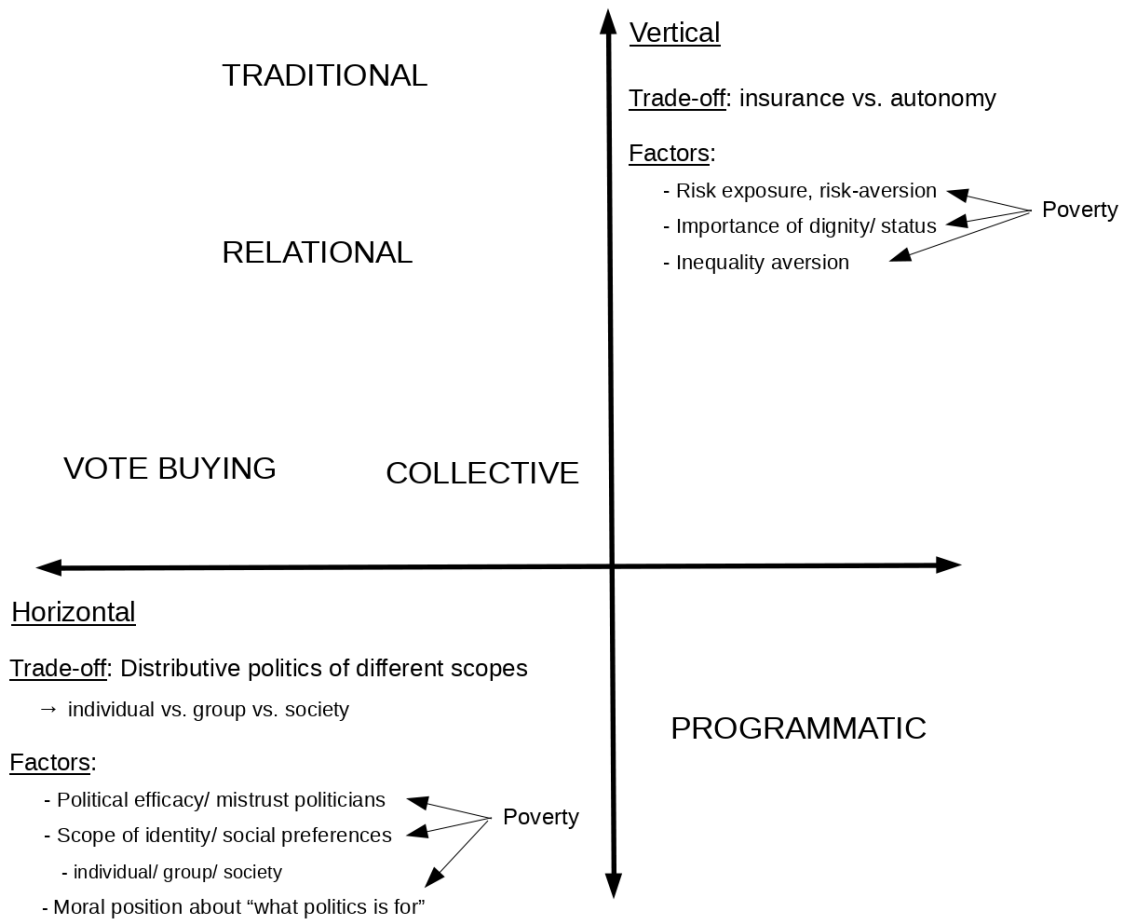 Vertical
TRADITIONAL
Trade-off: insurance vs. autonomy
Factors:
- Risk exposure, risk-aversion
Poverty
- Importance of dignity/ status
- Inequality aversion
RELATIONAL
VOTE BUYING
COLLECTIVE
Horizontal
Trade-off: Distributive politics of different scopes
→ individual vs. group vs. society
PROGRAMMATIC
Factors:
- Political efficacy/ mistrust politicians
Poverty
- Scope of identity/ social preferences
- individual/ group/ society
- Moral position about “what politics is for”